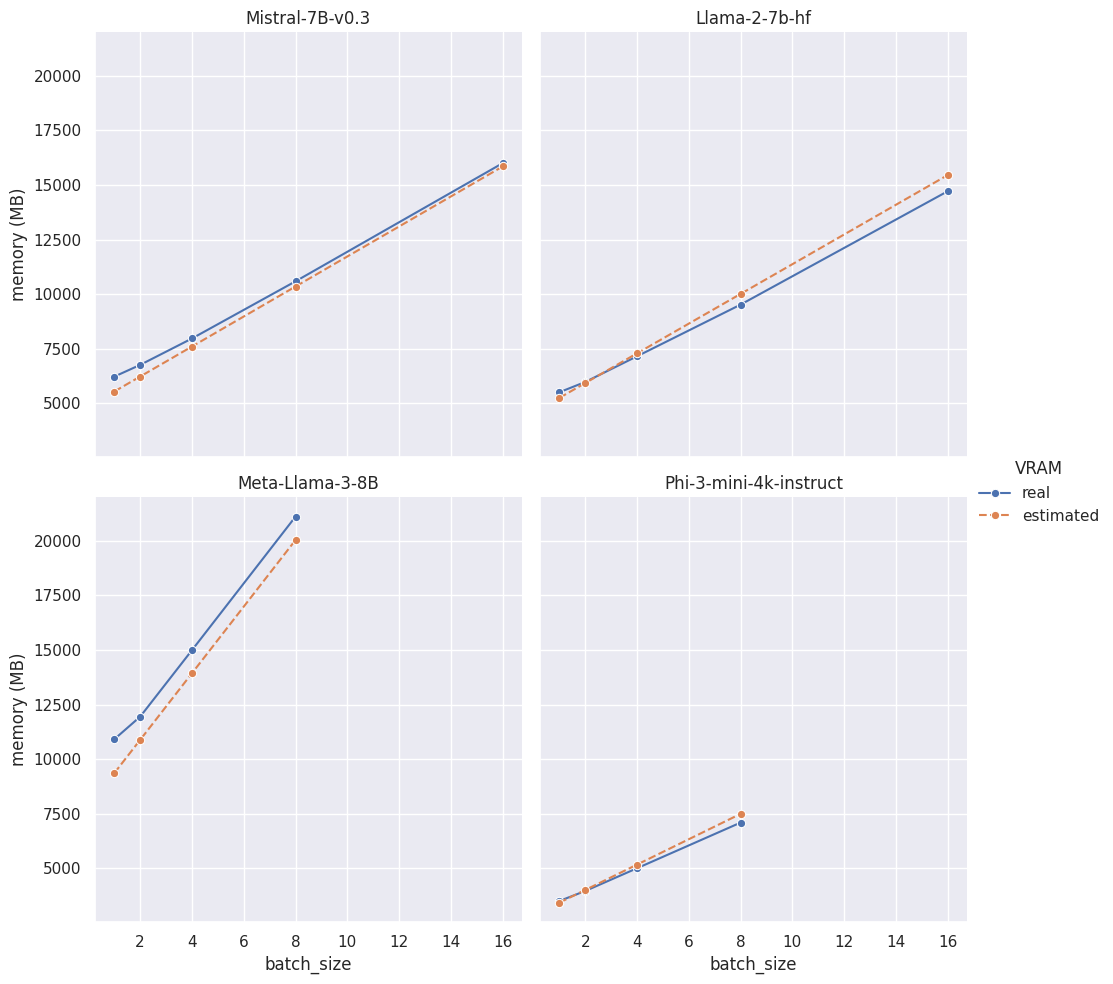 Mistral-7B-v0.3
Llama-2-7b-hf
20000
17500
15000
12500
10000
7500
5000
memory (MB)
Meta-Llama-3-8B
Phi-3-mini-4k-instruct
VRAM
real
estimated
20000
17500
15000
12500
10000
7500
5000
memory (MB)
2 4 6 8 10 12 14 16
2 4 6 8 10 12 14 16
batch_size
batch_size